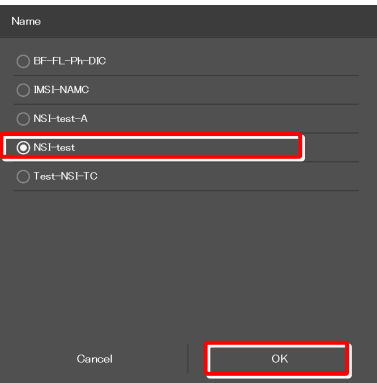 Name
BF-FL-Ph-DIC
IMSI-NAMC
NSI-test-A
NSI-test
Test-NSI-TC
Cancel OK